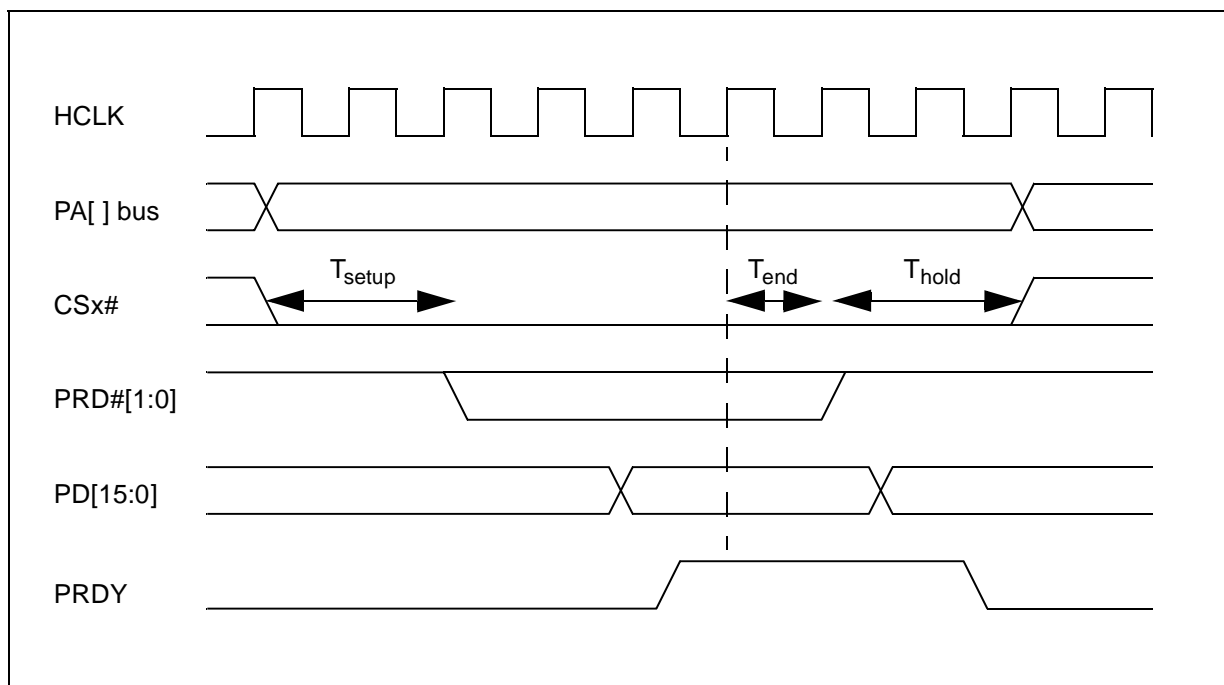 HCLK
PA[ ] bus
CSx#
Tsetup
Tend
Thold
PRD#[1:0]
PD[15:0]
PRDY